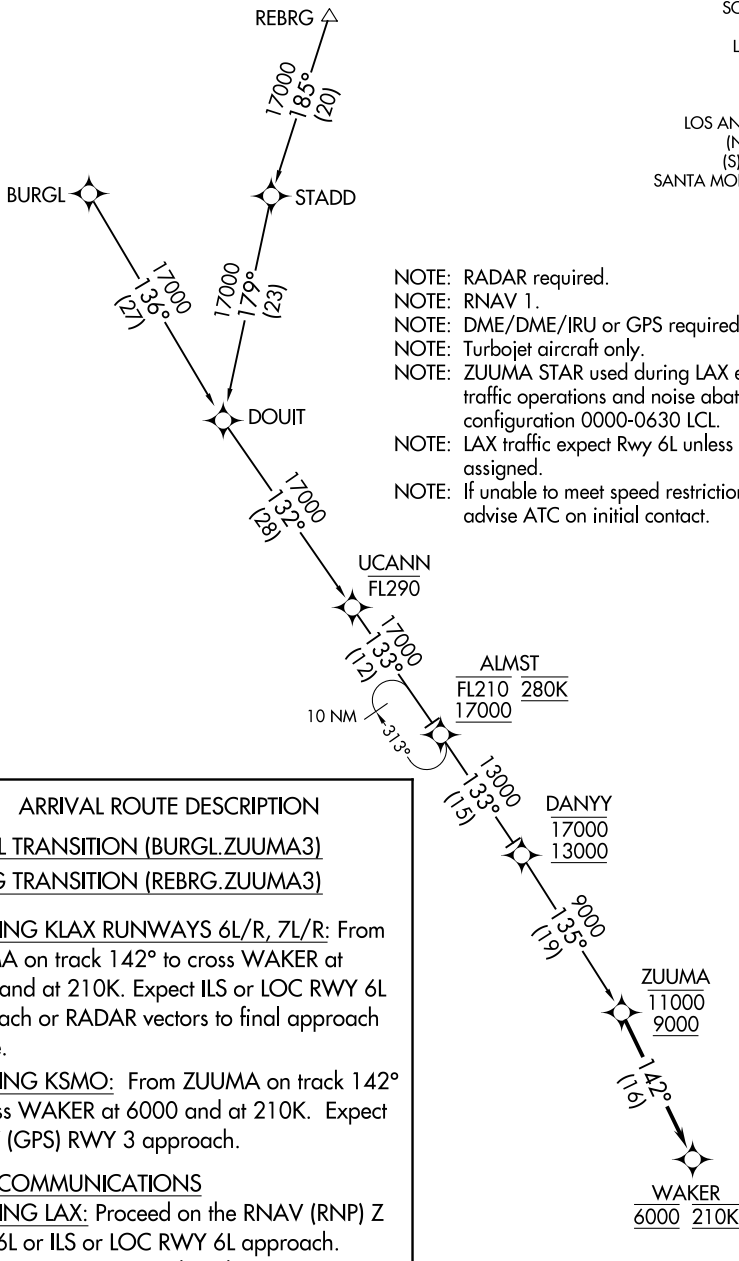 REBRG
SC
L
LOS AN
(N
(S)
SANTA MO
17000
185°
(20)
BURGL
STADD
17000
136°
(27)
17000
179°
(23)
DOUIT
NOTE: RADAR required.
NOTE: RNAV 1.
NOTE: DME/DME/IRU or GPS required
NOTE: Turbojet aircraft only.
NOTE: ZUUMA STAR used during LAX e
traffic operations and noise abat
configuration 0000-0630 LCL.
NOTE: LAX traffic expect Rwy 6L unless
assigned.
NOTE: If unable to meet speed restriction
advise ATC on initial contact.
17000
132°
(28)
UCANN
FL290
17000
133°
(12)
ALMST
FL210 280K
17000
10 NM
313°
13000
133°
(15)
DANYY
17000
13000
9000
135°
(19)
ZUUMA
11000
9000
142°
(16)
WAKER
6000 210K
ARRIVAL ROUTE DESCRIPTION
L TRANSITION (BURGL.ZUUMA3)
G TRANSITION (REBRG.ZUUMA3)
ING KLAX RUNWAYS 6L/R, 7L/R: From
MA on track 142° to cross WAKER at
and at 210K. Expect ILS or LOC RWY 6L
ach or RADAR vectors to final approach
e.
ING KSMO: From ZUUMA on track 142°
ss WAKER at 6000 and at 210K. Expect
(GPS) RWY 3 approach.
COMMUNICATIONS
ING LAX: Proceed on the RNAV (RNP) Z
6L or ILS or LOC RWY 6L approach.